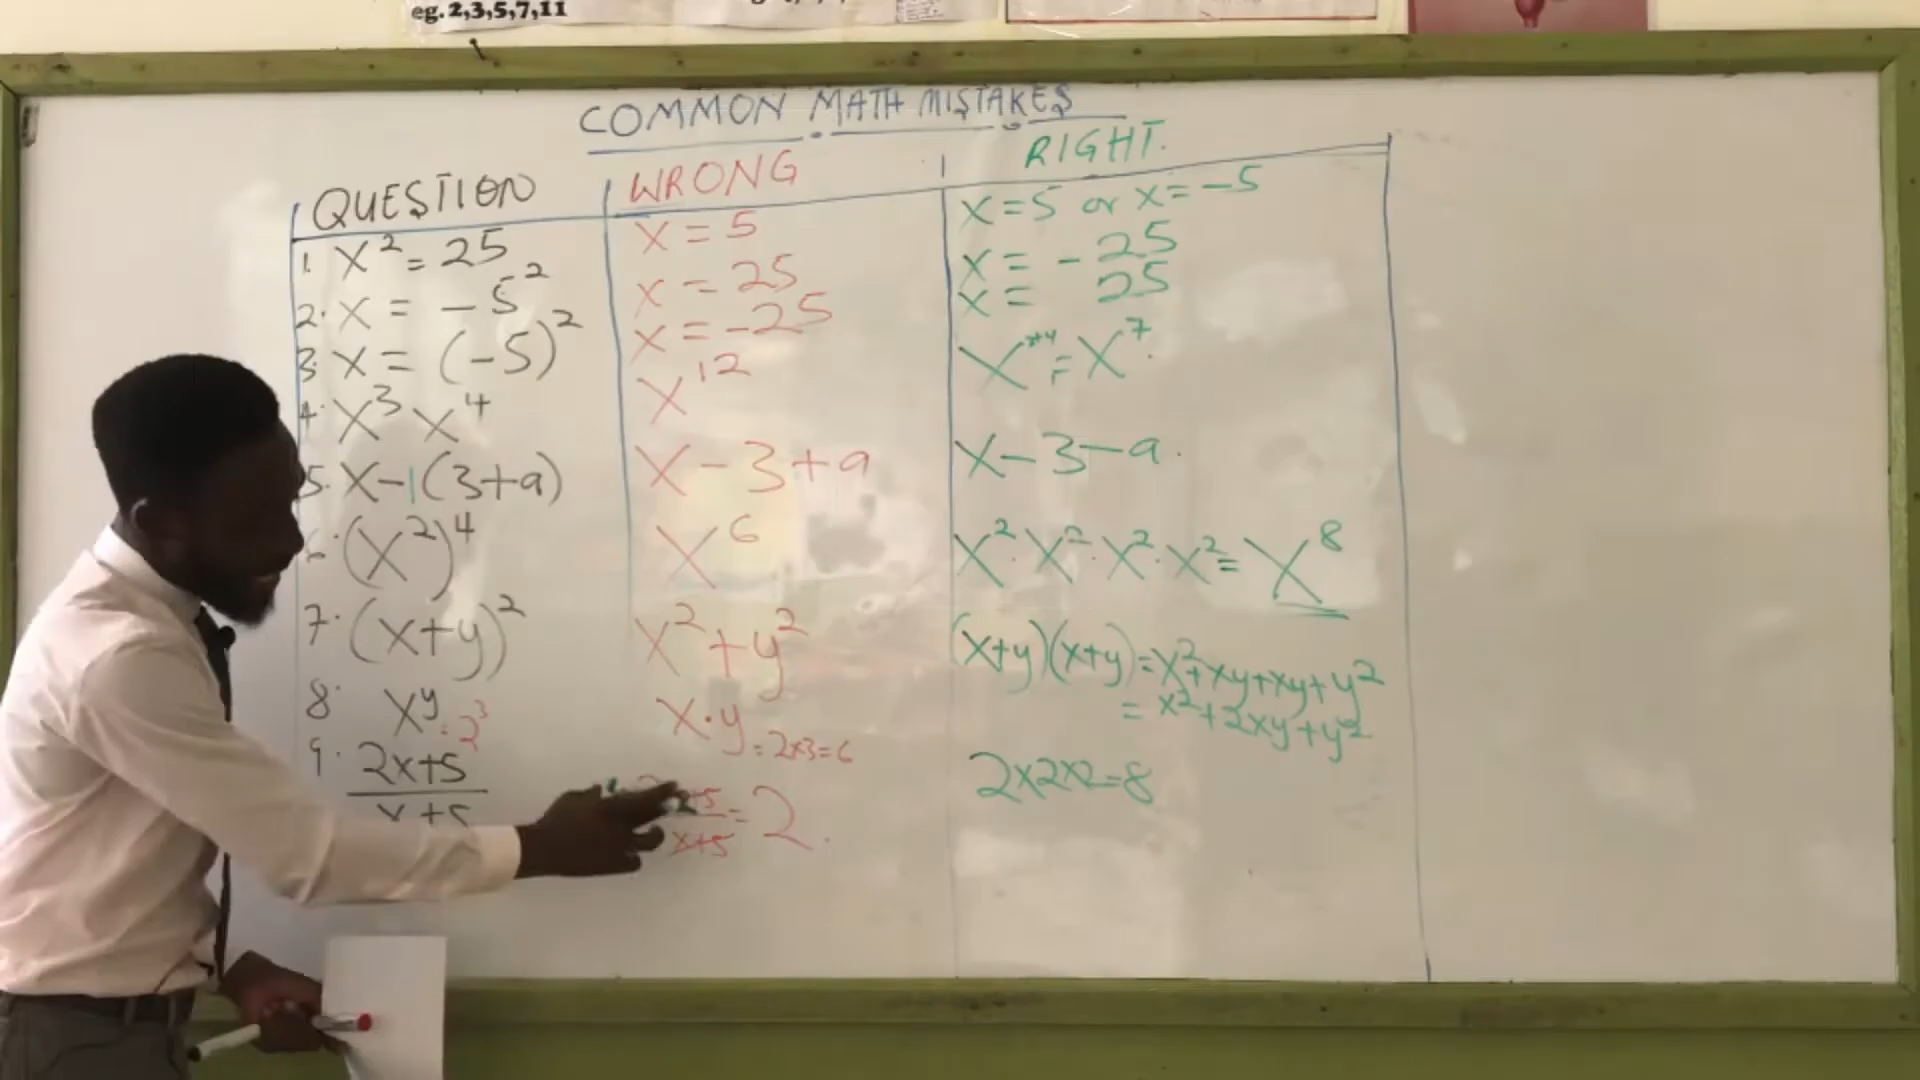 eg. 2,3,5,7,11
COMMON MATH MISTAKES
QUESTION WRONG RIGHT.
1. x² = 25 x = 5 x = 5 or x = -5
2. x = -5² x = 25 x = -25
3. x = (-5)² x = -25 x = 25
4. x³ x⁴ x¹² x³⁺⁴ = x⁷.
5. x-1(3+a) x-3+a x-3-a.
(x²)⁴ x⁶ x²·x²·x²·x² = x⁸
7. (x+y)² x²+y² (x+y)(x+y) = x²+xy+xy+y²
= x²+2xy+y²
8. xʸ = 2³ x·y = 2x3=6 2x2x2=8
9. 2x+5 +5 = 2.
x+5 x+5